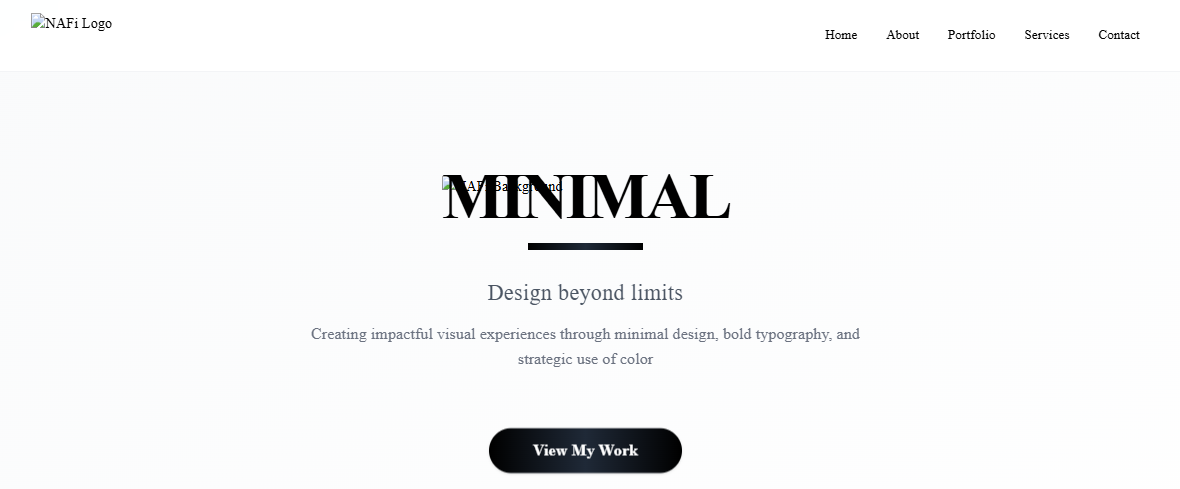 NAFi Logo
Home
About
Portfolio
Services
Contact
NAFi Background
MINIMAL
Design beyond limits
Creating impactful visual experiences through minimal design, bold typography, and
strategic use of color
View My Work